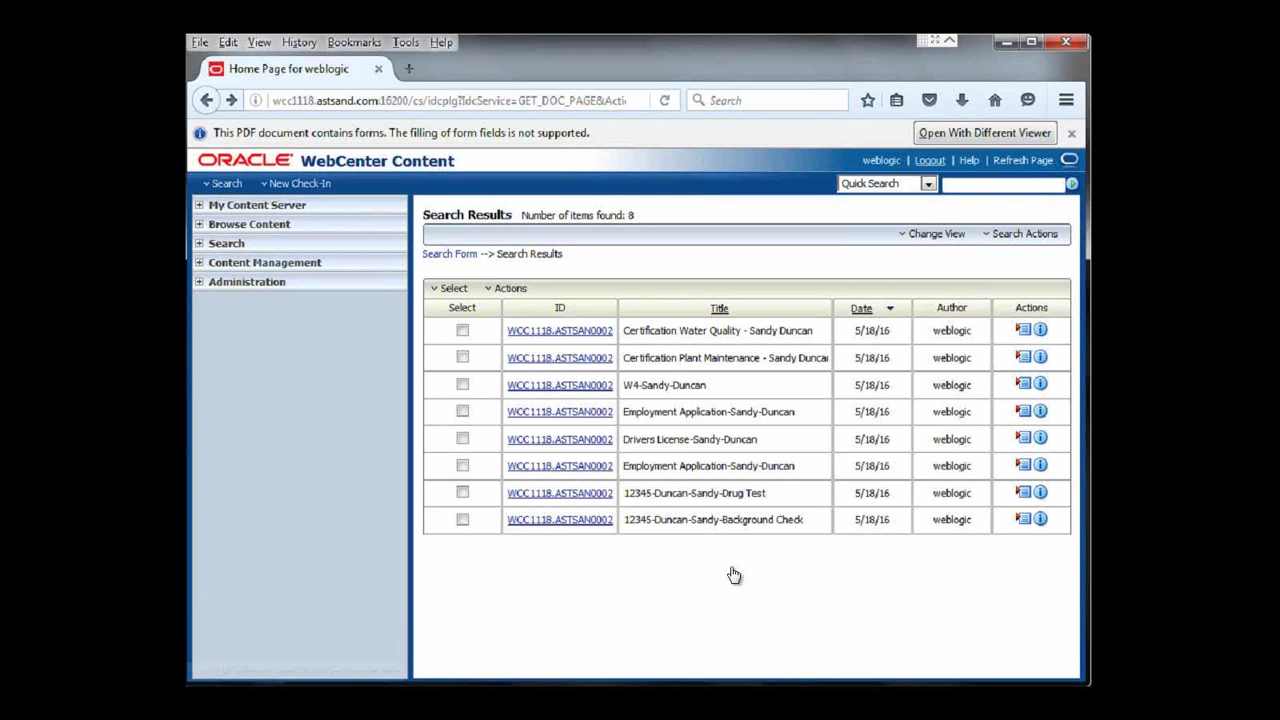 File Edit View History Bookmarks Tools Help
Home Page for weblogic
wcc1118.astsand.com:16200/cs/idcplg?IdcService=GET_DOC_PAGE&Actic
Search
This PDF document contains forms. The filling of form fields is not supported.
Open With Different Viewer
ORACLE WebCenter Content
weblogic | Logout | Help | Refresh Page
Search New Check-In
Quick Search
My Content Server
Browse Content
Search
Content Management
Administration
Search Results Number of items found: 8
Change View Search Actions
Search Form --> Search Results
Select Actions
Select ID Title Date Author Actions
WCC1118.ASTSAN0002 Certification Water Quality - Sandy Duncan 5/18/16 weblogic
WCC1118.ASTSAN0002 Certification Plant Maintenance - Sandy Duncan 5/18/16 weblogic
WCC1118.ASTSAN0002 W4-Sandy-Duncan 5/18/16 weblogic
WCC1118.ASTSAN0002 Employment Application-Sandy-Duncan 5/18/16 weblogic
WCC1118.ASTSAN0002 Drivers License-Sandy-Duncan 5/18/16 weblogic
WCC1118.ASTSAN0002 Employment Application-Sandy-Duncan 5/18/16 weblogic
WCC1118.ASTSAN0002 12345-Duncan-Sandy-Drug Test 5/18/16 weblogic
WCC1118.ASTSAN0002 12345-Duncan-Sandy-Background Check 5/18/16 weblogic